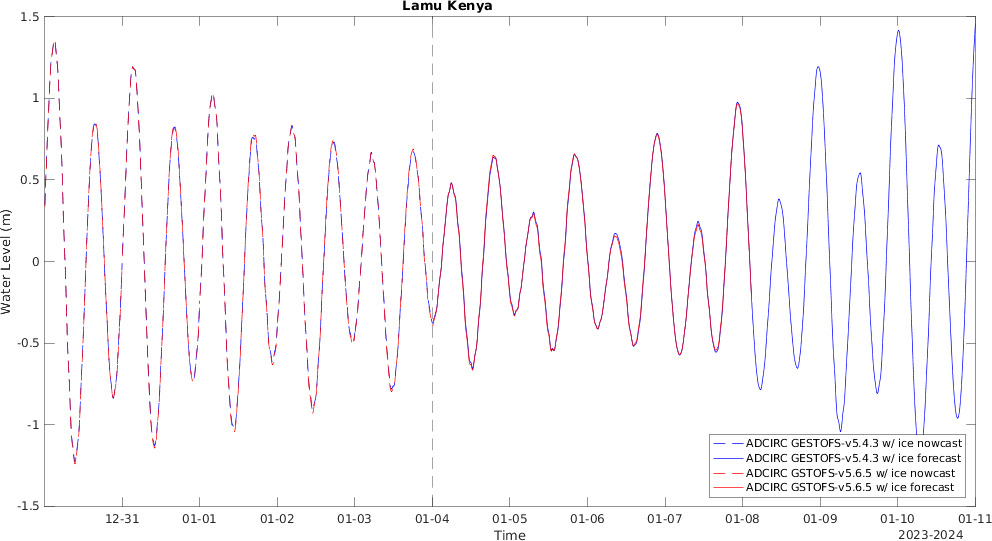 Lamu Kenya
1.5
1
0.5
0
-0.5
-1
-1.5
Water Level (m)
12-31 01-01 01-02 01-03 01-04 01-05 01-06 01-07 01-08 01-09 01-10 01-11
Time
2023-2024
ADCIRC GESTOFS-v5.4.3 w/ ice nowcast
ADCIRC GESTOFS-v5.4.3 w/ ice forecast
ADCIRC GSTOFS-v5.6.5 w/ ice nowcast
ADCIRC GSTOFS-v5.6.5 w/ ice forecast